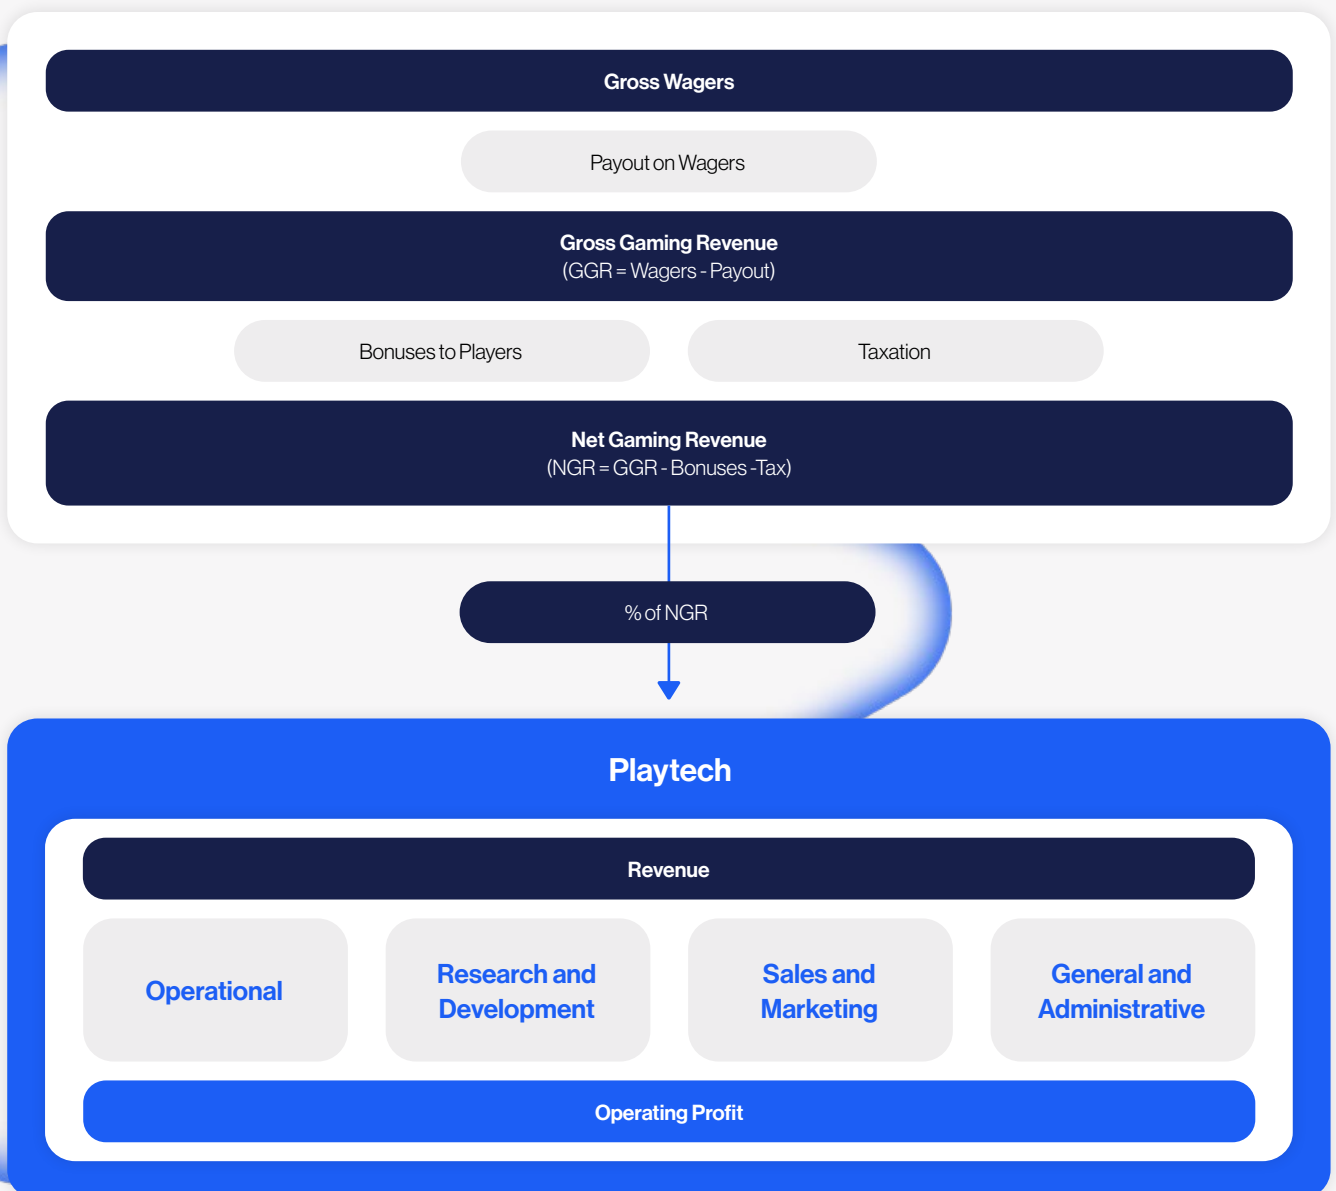 Gross Wagers
Payout on Wagers
Gross Gaming Revenue
(GGR = Wagers - Payout)
Bonuses to Players
Taxation
Net Gaming Revenue
(NGR = GGR - Bonuses -Tax)
% of NGR
Playtech
Revenue
Operational
Research and
Development
Sales and
Marketing
General and
Administrative
Operating Profit